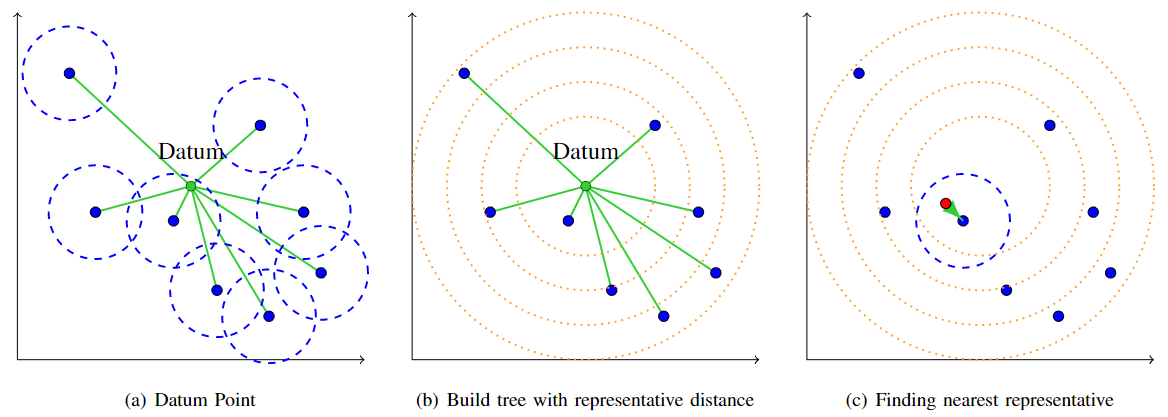 Datum
Datum
(a) Datum Point
(b) Build tree with representative distance
(c) Finding nearest representative